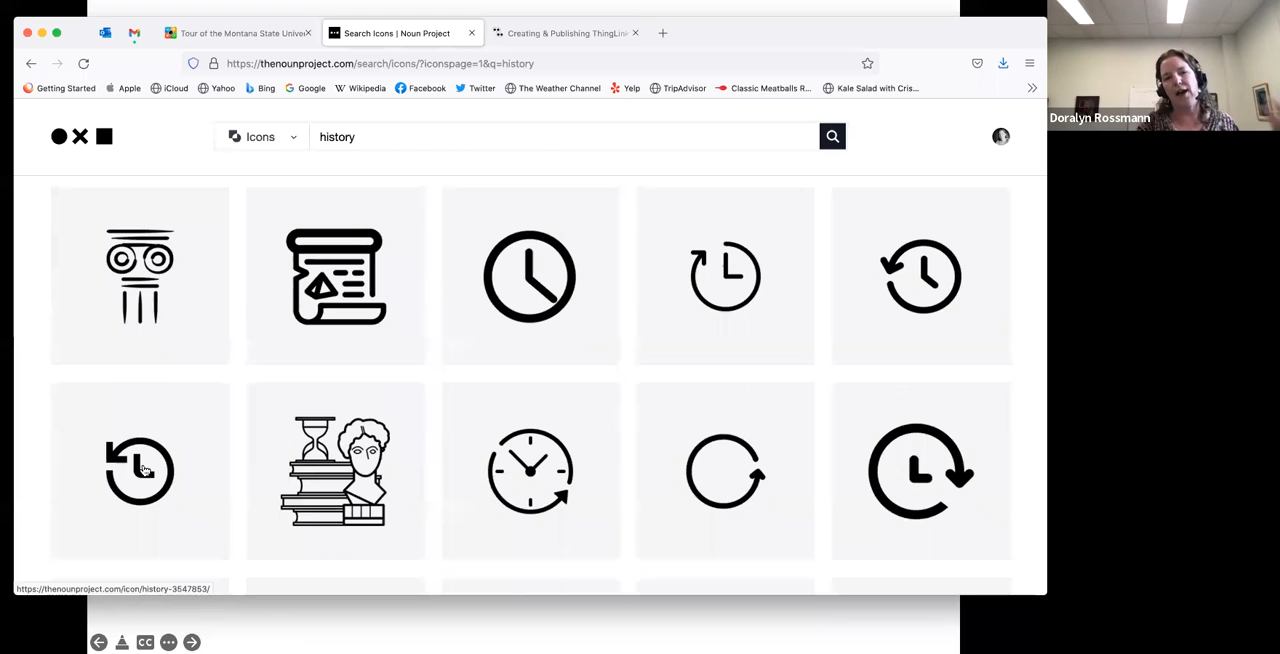 Tour of the Montana State Univer
Search Icons | Noun Project
Creating & Publishing ThingLin
https://thenounproject.com/search/icons/?iconspage=1&q=history
Getting Started
Apple
iCloud
Yahoo
Bing
Google
Wikipedia
Facebook
Twitter
The Weather Channel
Yelp
TripAdvisor
Classic Meatballs R...
Kale Salad with Cris...
Doralyn Rossmann
Icons
history
https://thenounproject.com/icon/history-3547853/
CC